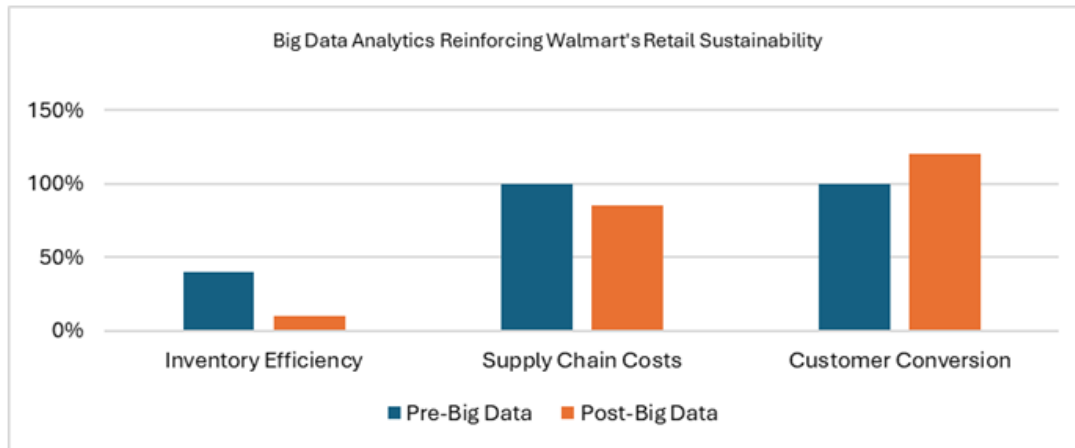 Big Data Analytics Reinforcing Walmart's Retail Sustainability
150%
100%
50%
0%
Inventory Efficiency Supply Chain Costs Customer Conversion
Pre-Big Data Post-Big Data